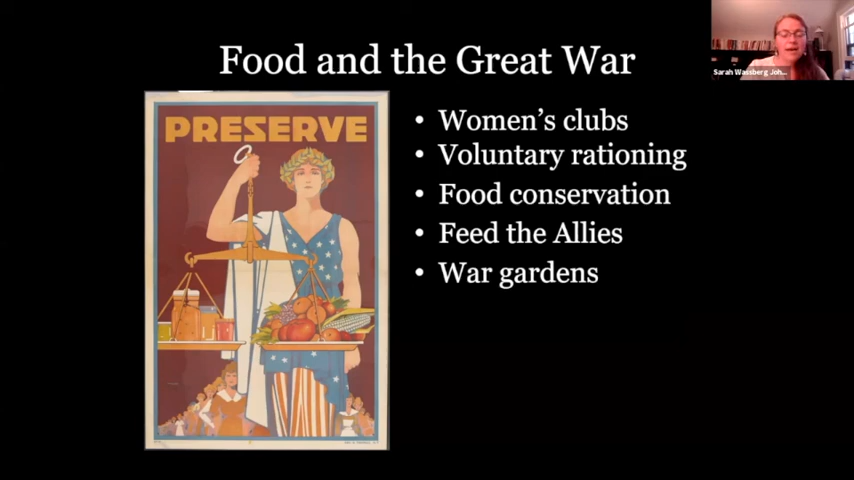 Food and the Great War
Sarah Wassberg Joh...
PRESERVE
• Women’s clubs
• Voluntary rationing
• Food conservation
• Feed the Allies
• War gardens